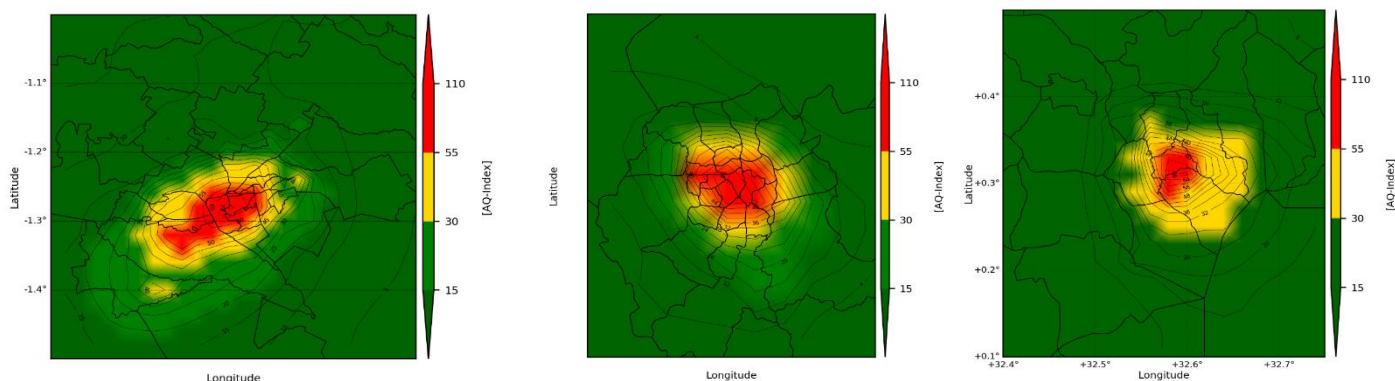 -1.1°
-1.2°
-1.3°
-1.4°
Latitude
Longitude
110
55
30
15
[AQ-Index]
Latitude
Longitude
110
55
30
15
[AQ-Index]
+0.4°
+0.3°
+0.2°
+0.1°
Latitude
+32.4°
+32.5°
+32.6°
+32.7°
Longitude
110
55
30
15
[AQ-Index]